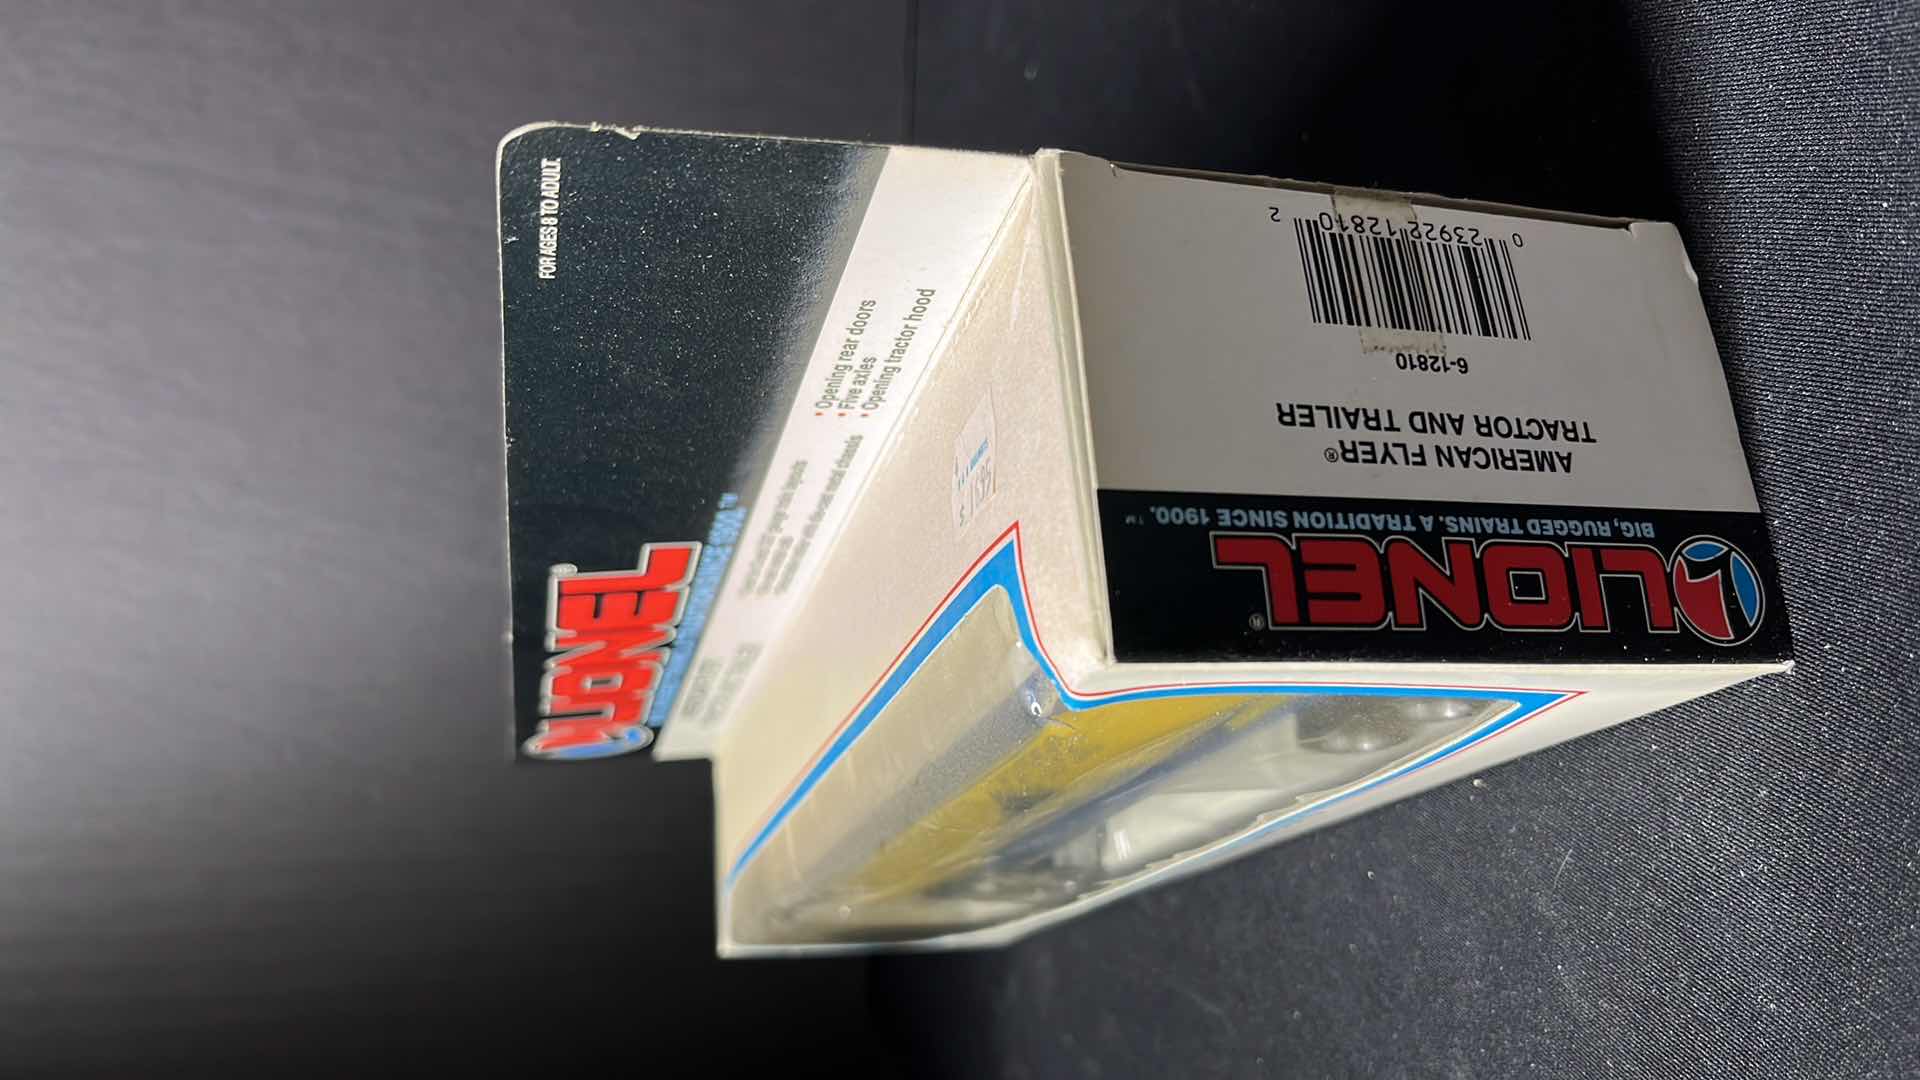 FOR AGES 8 TO ADULT.
LIONEL®
• Opening rear doors
• Five axles
• Opening tractor hood
LIONEL®
BIG, RUGGED TRAINS. A TRADITION SINCE 1900.™
AMERICAN FLYER®
TRACTOR AND TRAILER
6-12810
0 23922 12810 2